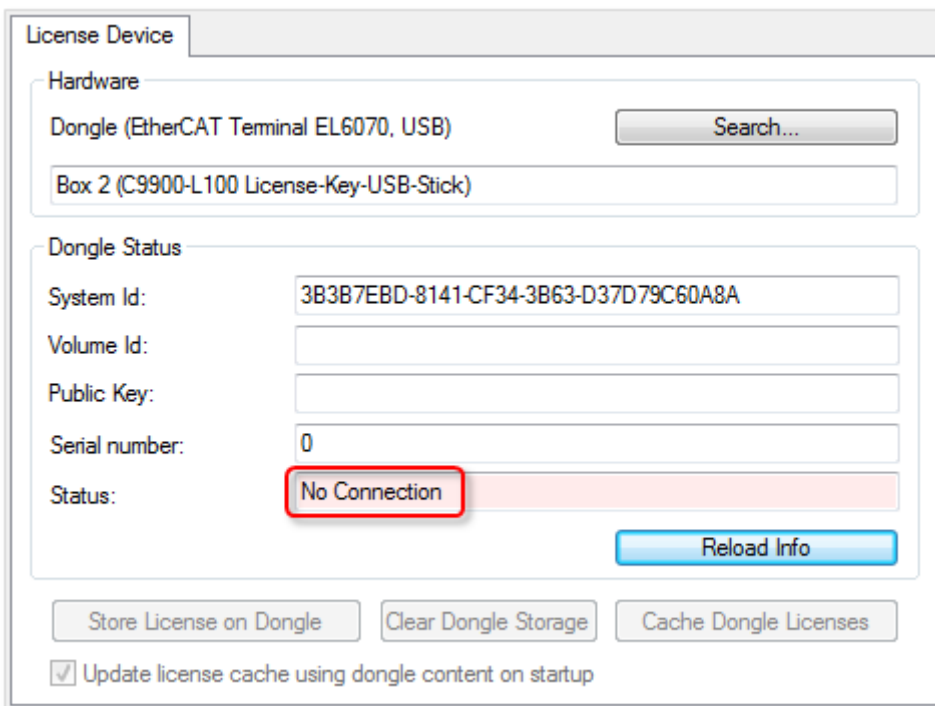 License Device
Hardware
Dongle (EtherCAT Terminal EL6070, USB)
Search...
Box 2 (C9900-L100 License-Key-USB-Stick)
Dongle Status
System Id:
3B3B7EBD-8141-CF34-3B63-D37D79C60A8A
Volume Id:
Public Key:
Serial number:
0
Status:
No Connection
Reload Info
Store License on Dongle
Clear Dongle Storage
Cache Dongle Licenses
Update license cache using dongle content on startup